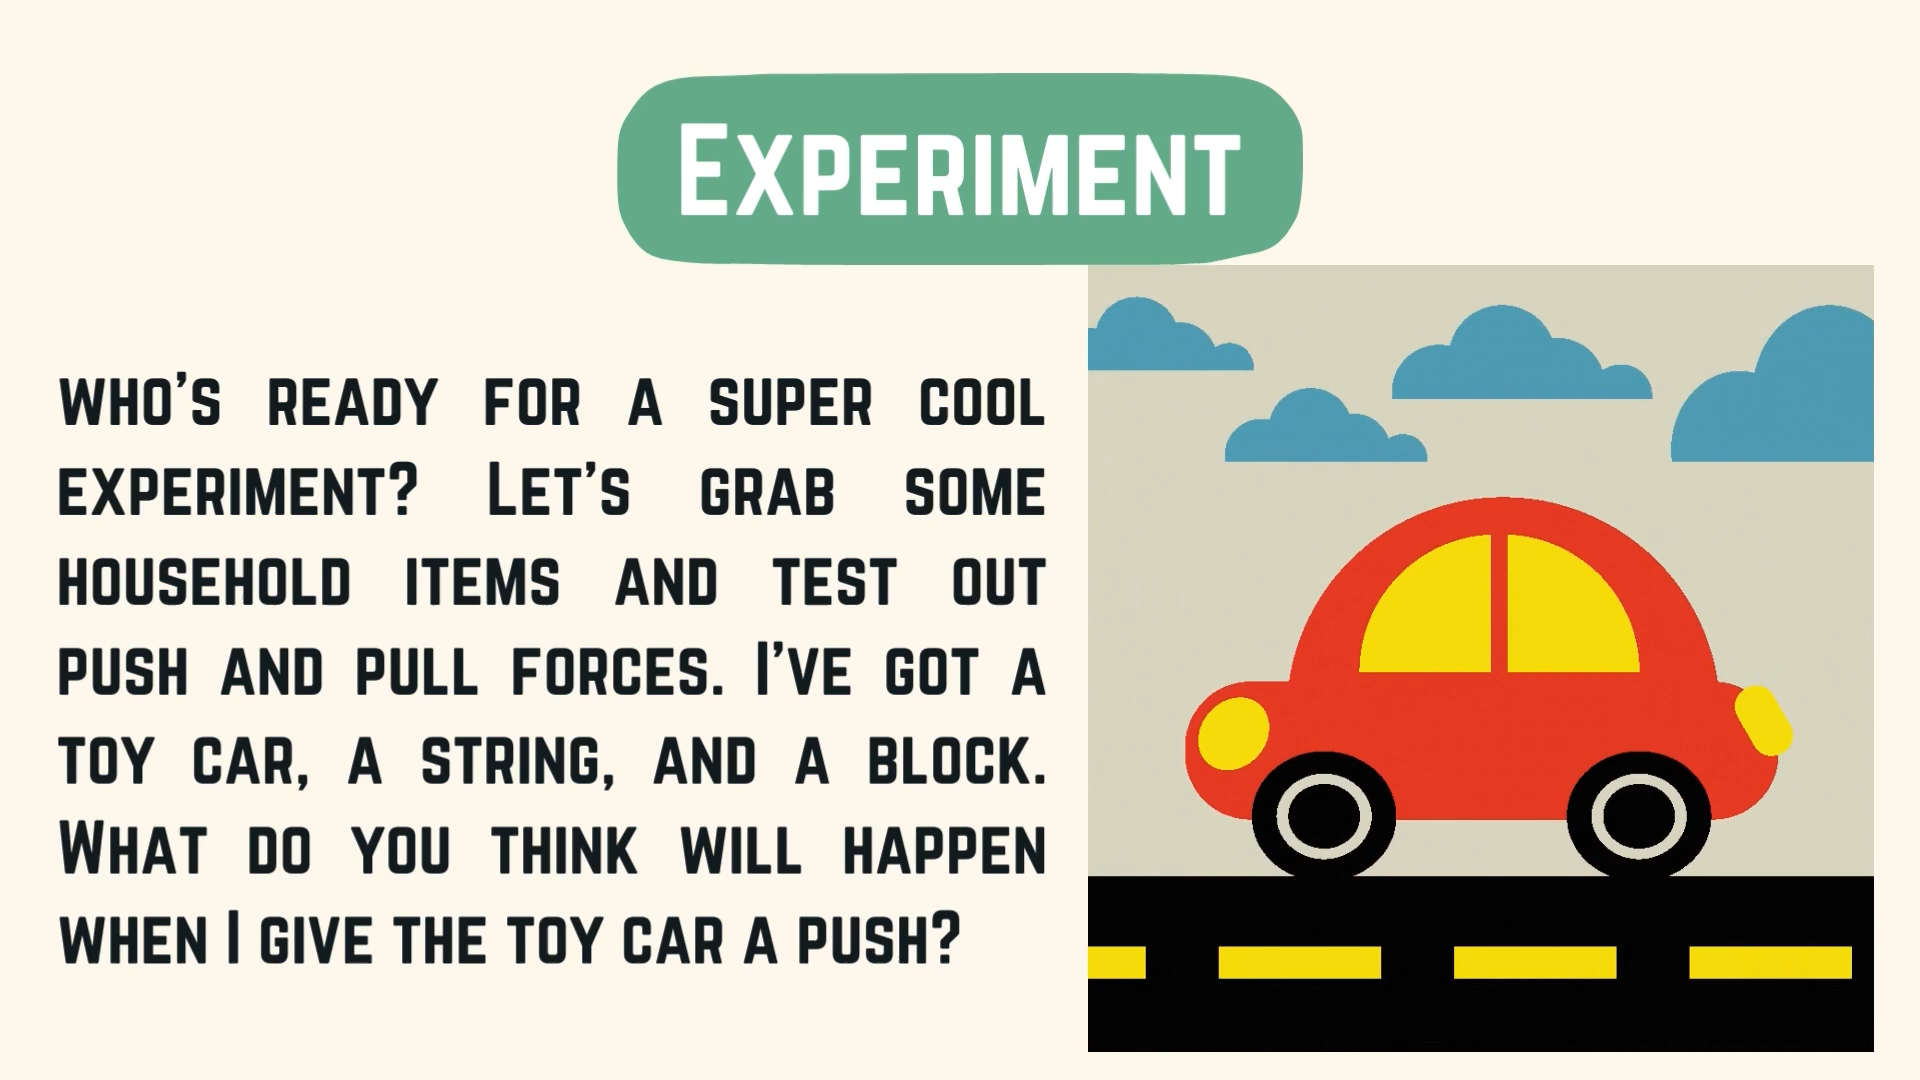 Experiment
who's ready for a super cool
experiment? Let's grab some
household items and test out
push and pull forces. I've got a
toy car, a string, and a block.
What do you think will happen
when I give the toy car a push?